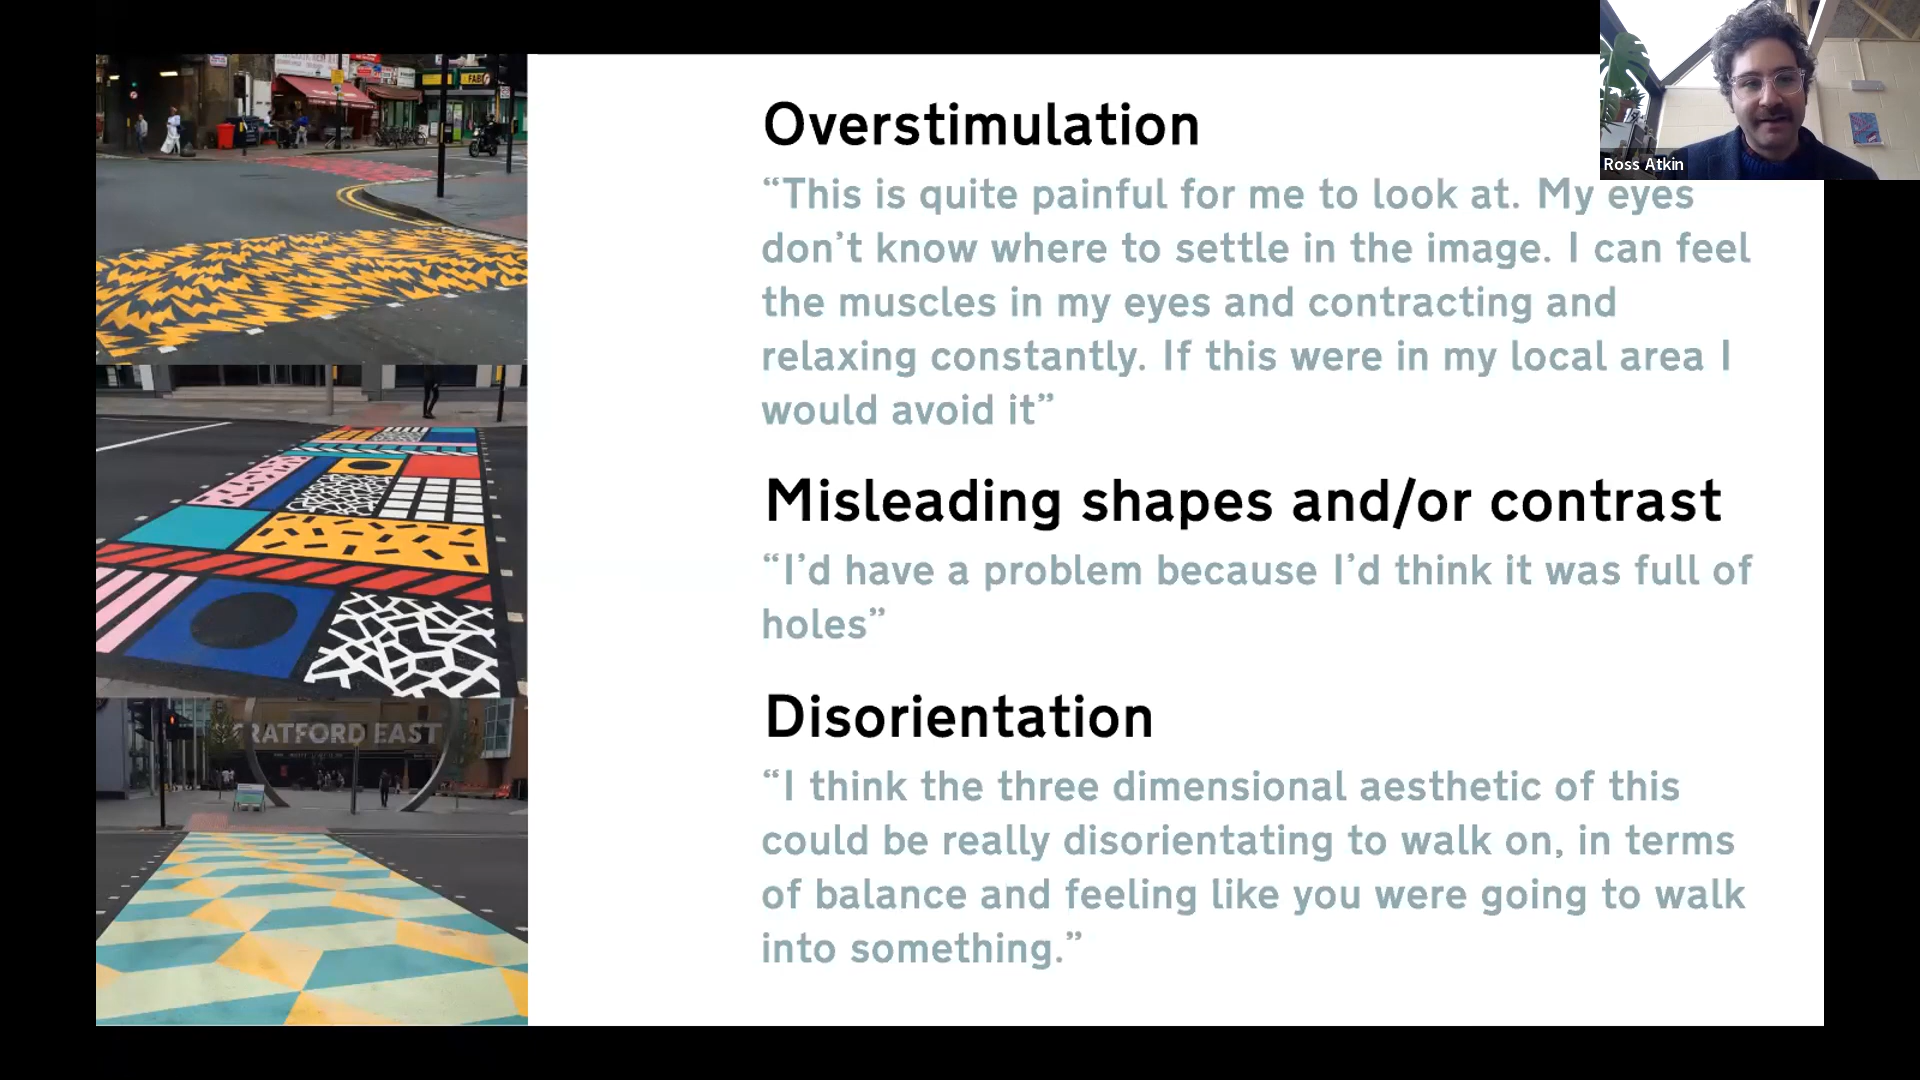 Overstimulation
“This is quite painful for me to look at. My eyes
don’t know where to settle in the image. I can feel
the muscles in my eyes and contracting and
relaxing constantly. If this were in my local area I
would avoid it”
Misleading shapes and/or contrast
“I’d have a problem because I’d think it was full of
holes”
Disorientation
“I think the three dimensional aesthetic of this
could be really disorientating to walk on, in terms
of balance and feeling like you were going to walk
into something.”
Ross Atkin
RATFORD EAST